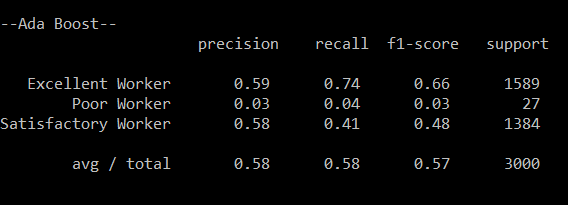 --Ada Boost--
precision recall f1-score support
Excellent Worker 0.59 0.74 0.66 1589
Poor Worker 0.03 0.04 0.03 27
Satisfactory Worker 0.58 0.41 0.48 1384
avg / total 0.58 0.58 0.57 3000